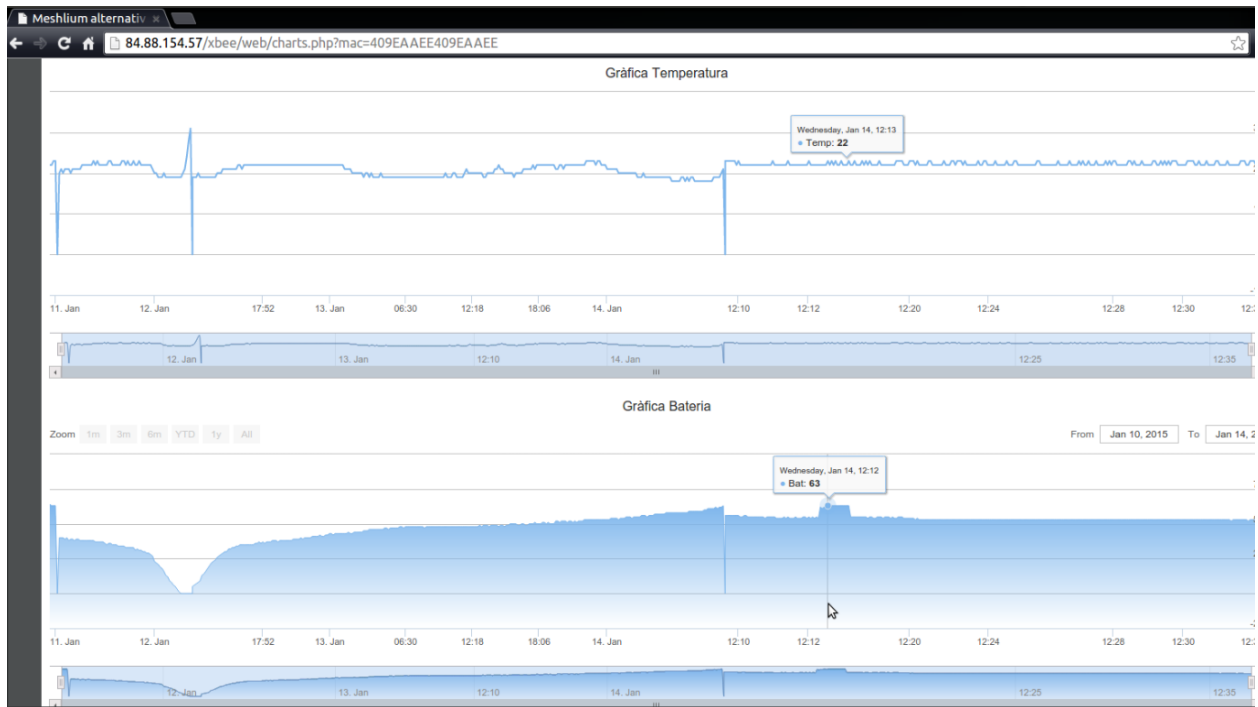 Meshlium alternativ
84.88.154.57/xbee/web/charts.php?mac=409EAAEE409EAAEE
Gràfica Temperatura
Wednesday, Jan 14, 12:13
Temp: 22
11. Jan 12. Jan 17:52 13. Jan 06:30 12:18 18:06 14. Jan 12:10 12:12 12:20 12:24 12:28 12:30
12. Jan 13. Jan 12:10 14. Jan 12:25 12:35
Gràfica Bateria
Zoom 1m 3m 6m YTD 1y All From Jan 10, 2015 To Jan 14, 2
Wednesday, Jan 14, 12:12
Bat: 63
11. Jan 12. Jan 17:52 13. Jan 06:30 12:18 18:06 14. Jan 12:10 12:12 12:20 12:24 12:28 12:30
12. Jan 13. Jan 12:10 14. Jan 12:25 12:35